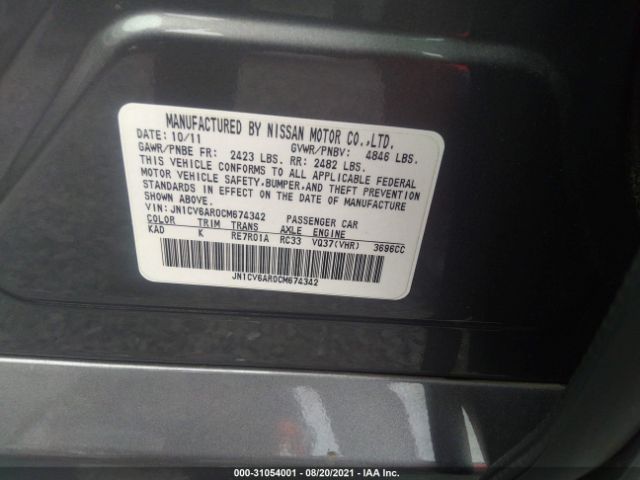 MANUFACTURED BY NISSAN MOTOR CO.,LTD.
DATE: 10/11 GVWR/PNBV: 4846 LBS.
GAWR/PNBE FR: 2423 LBS. RR: 2482 LBS.
THIS VEHICLE CONFORMS TO ALL APPLICABLE FEDERAL
MOTOR VEHICLE SAFETY,BUMPER,AND THEFT PREVENTION
STANDARDS IN EFFECT ON THE DATE OF MANUFACTURE
SHOWN ABOVE.
VIN: JN1CV6AR0CM674342 PASSENGER CAR
COLOR TRIM TRANS AXLE ENGINE
KAD K RE7R01A RC33 VQ37(VHR) 3696CC
JN1CV6AR0CM674342
000-31054001 - 08/20/2021 - IAA Inc.